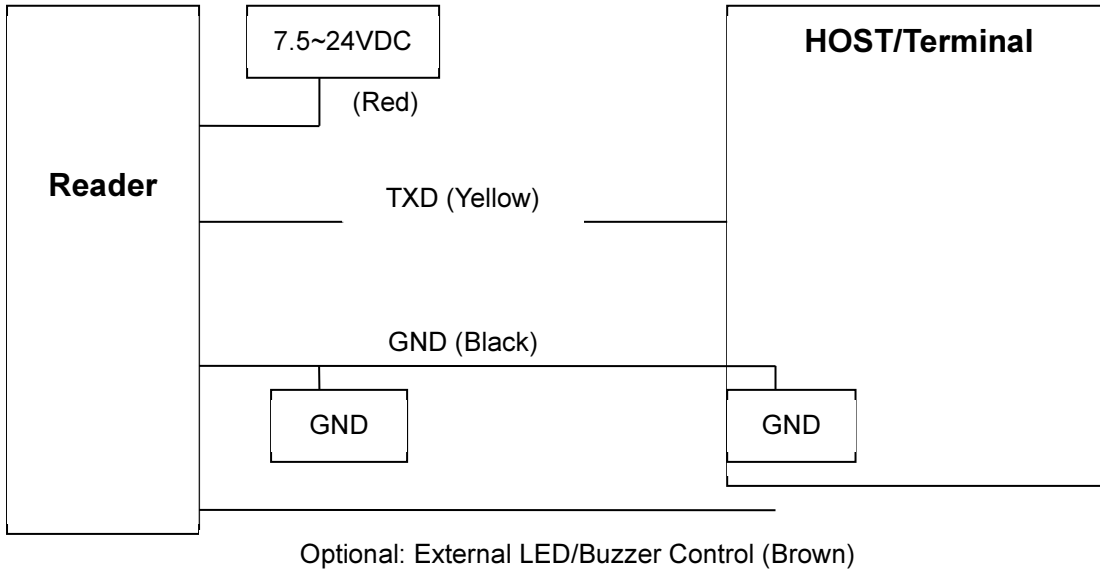 7.5~24VDC
HOST/Terminal
(Red)
Reader
TXD (Yellow)
GND (Black)
GND
GND
Optional: External LED/Buzzer Control (Brown)